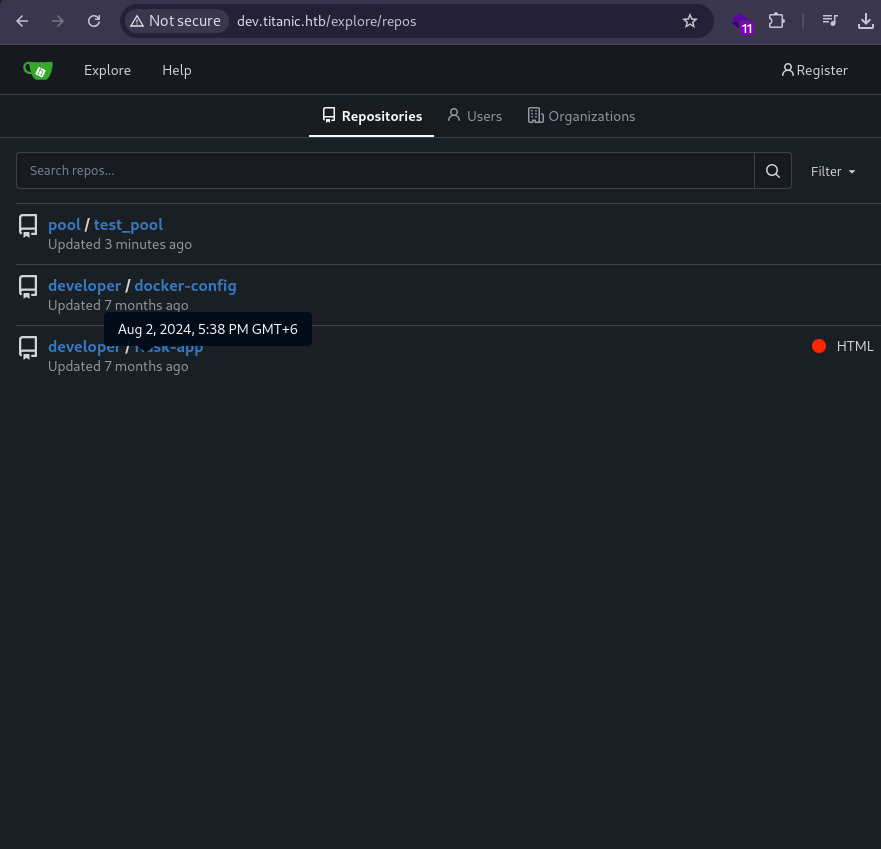 Not secure dev.titanic.htb/explore/repos 11
Explore Help Register
Repositories Users Organizations
Search repos... Filter
pool / test_pool
Updated 3 minutes ago
developer / docker-config
Updated 7 months ago
Aug 2, 2024, 5:38 PM GMT+6
developer / flask-app HTML
Updated 7 months ago